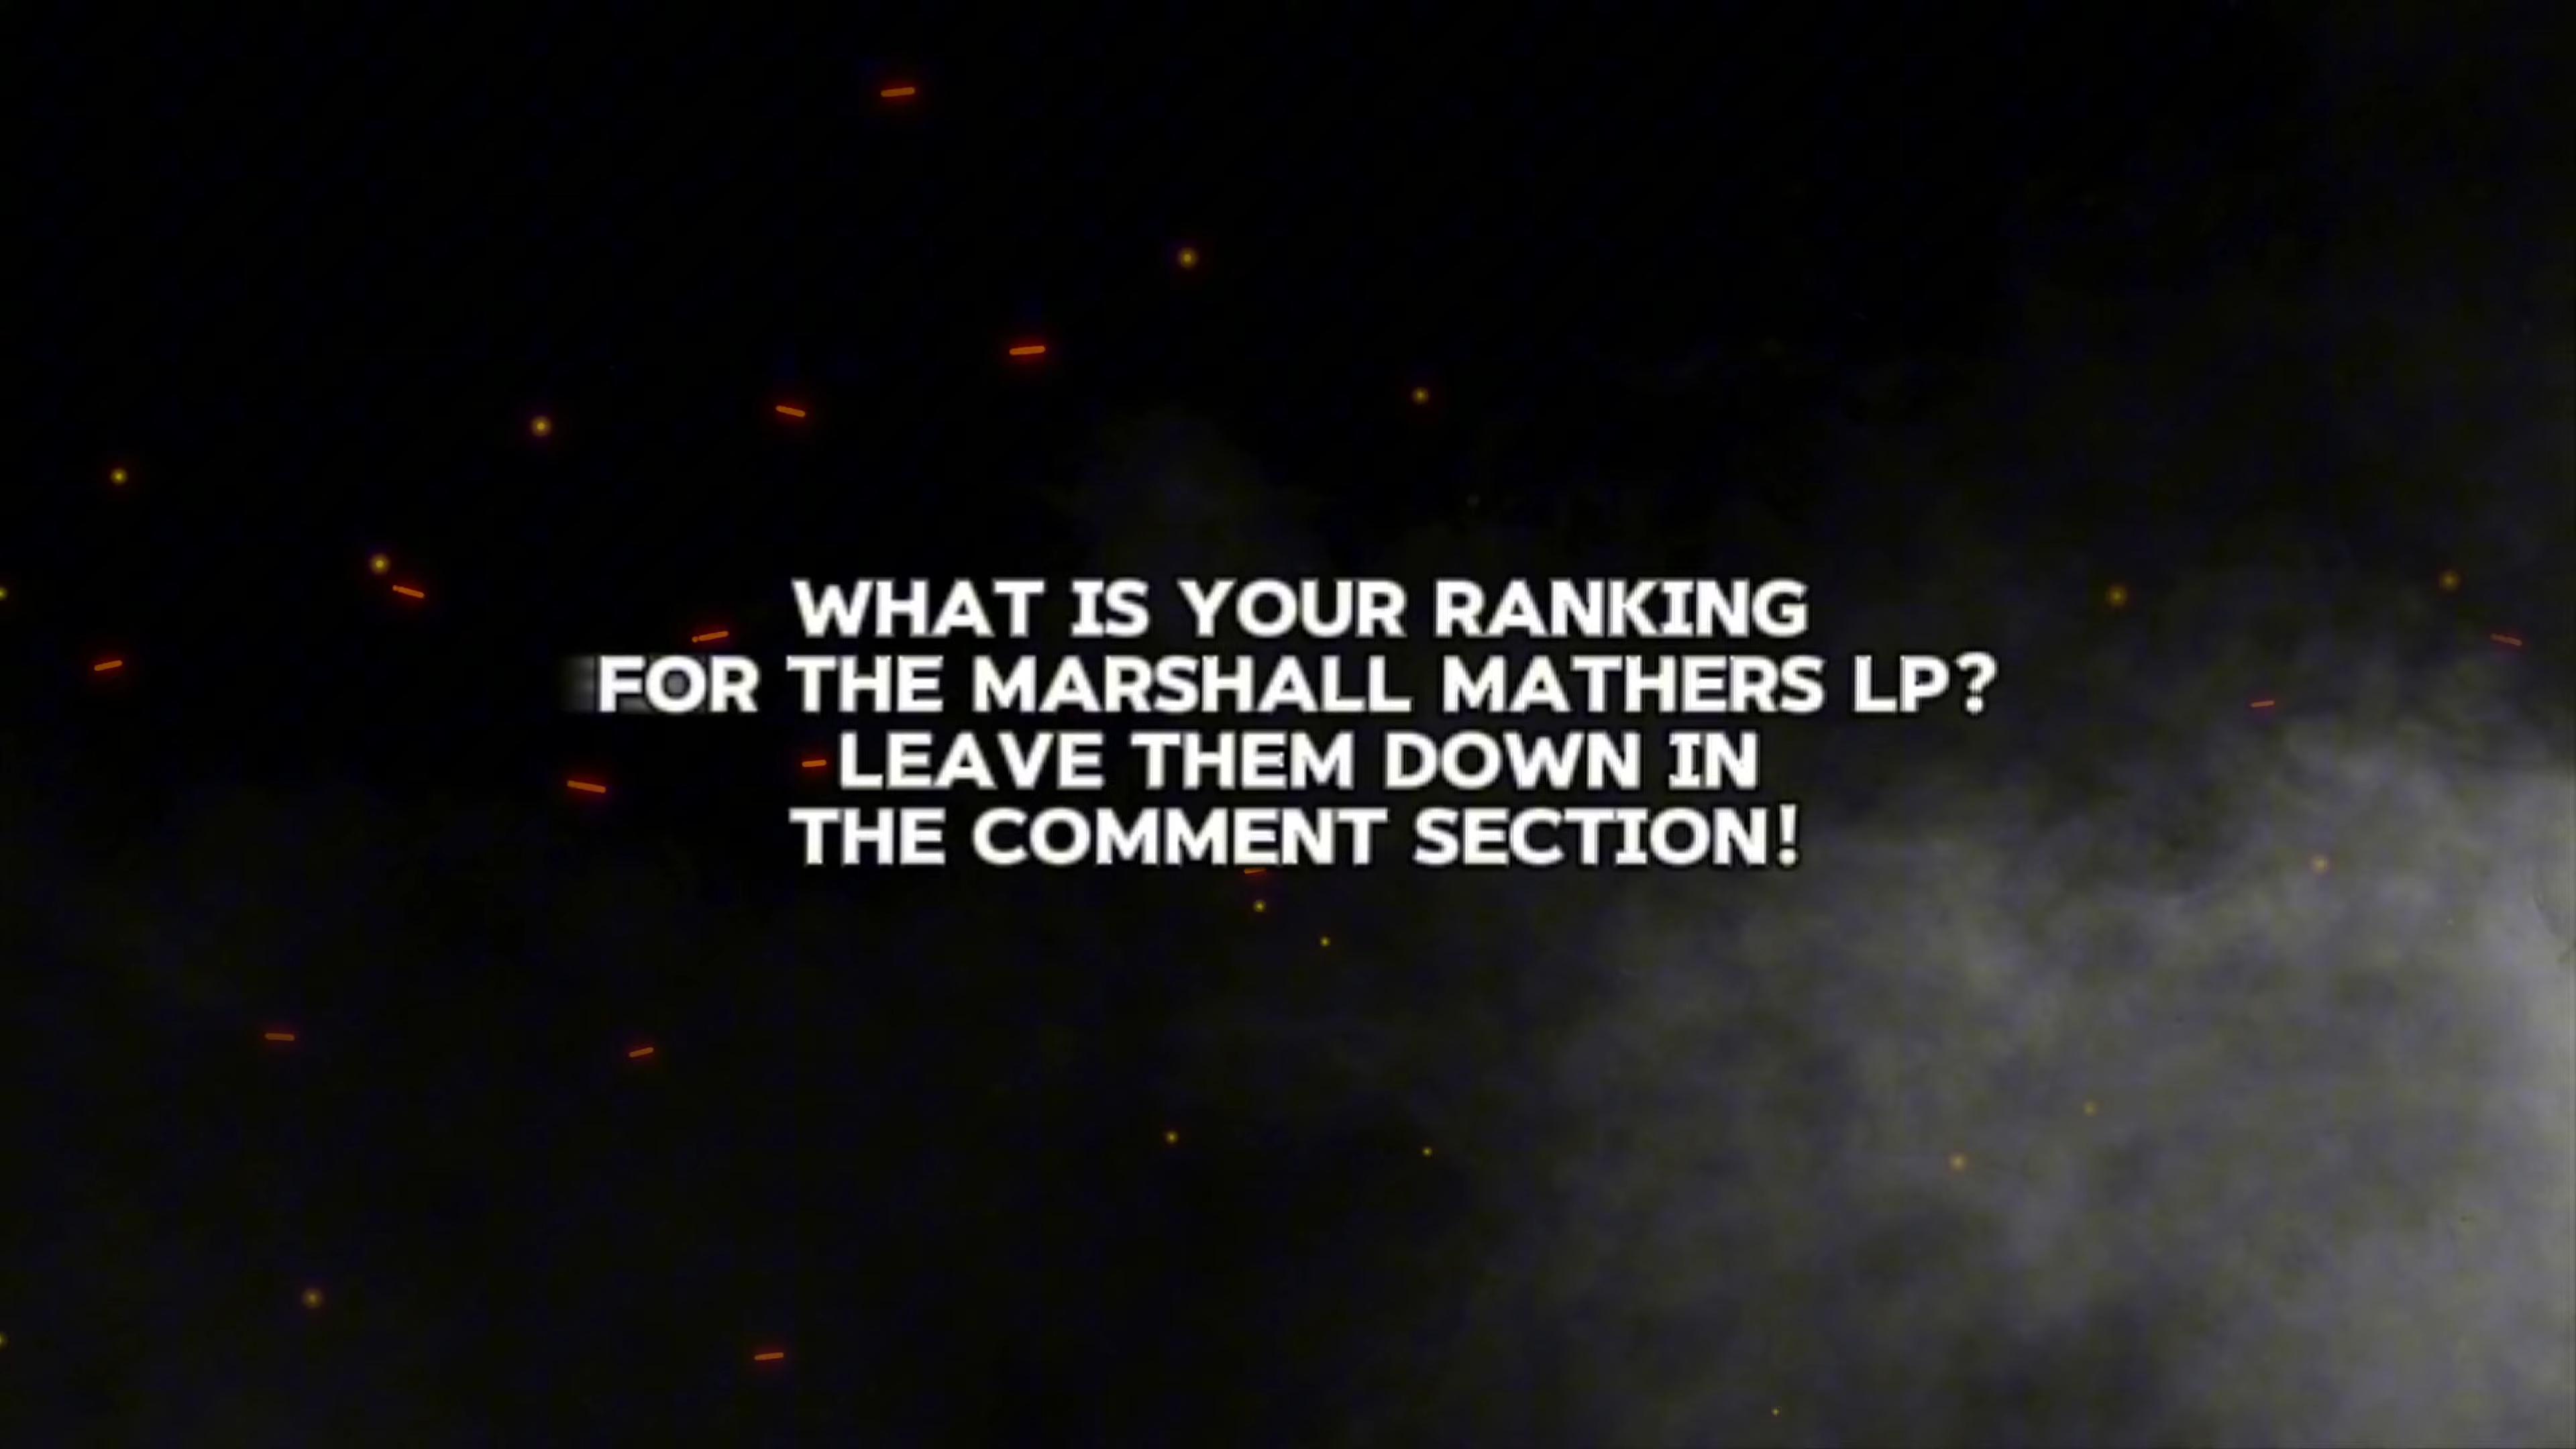 WHAT IS YOUR RANKING
FOR THE MARSHALL MATHERS LP?
LEAVE THEM DOWN IN
THE COMMENT SECTION!